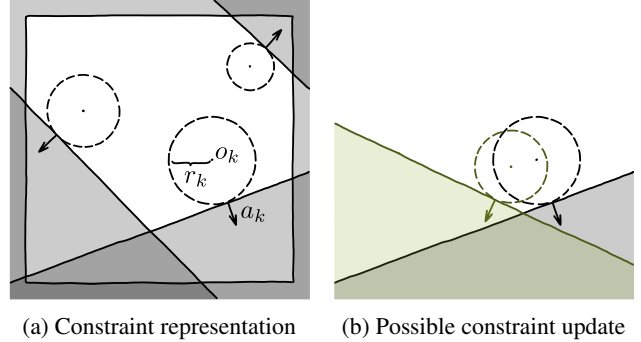 o_k
r_k
a_k
(a) Constraint representation
(b) Possible constraint update